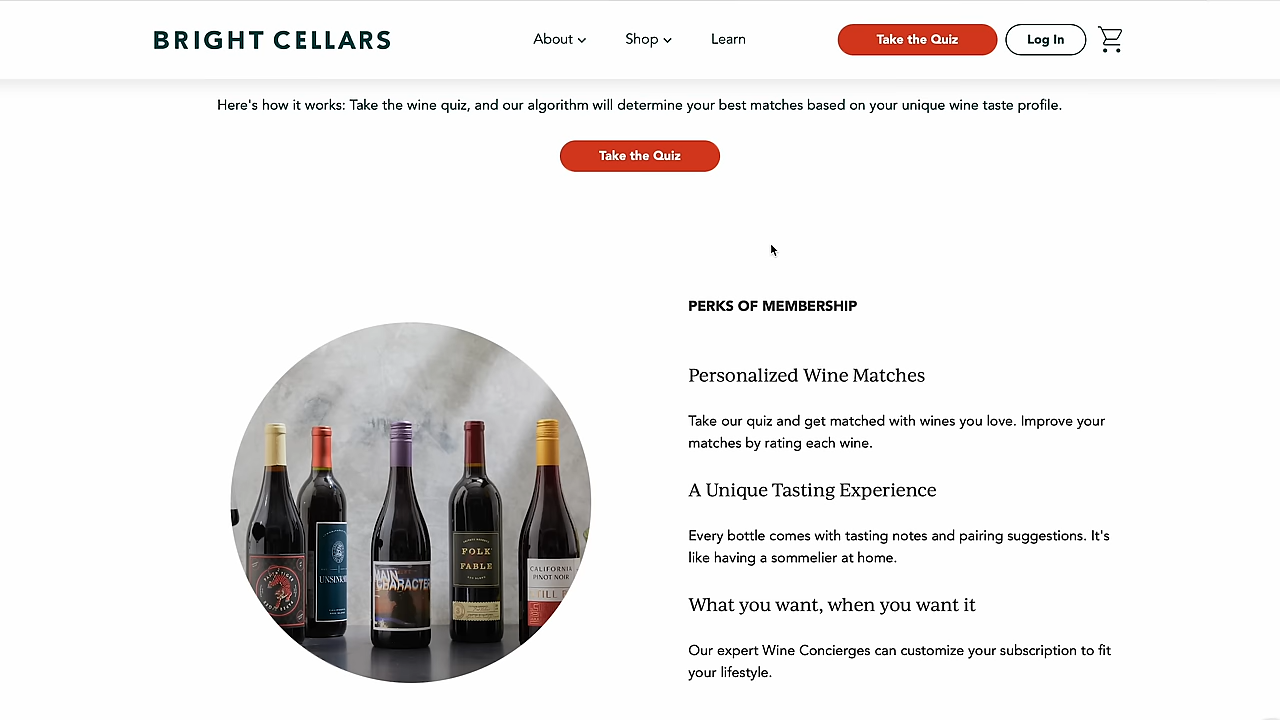 BRIGHT CELLARS
About
Shop
Learn
Take the Quiz
Log In
Here's how it works: Take the wine quiz, and our algorithm will determine your best matches based on your unique wine taste profile.
Take the Quiz
PERKS OF MEMBERSHIP
Personalized Wine Matches
Take our quiz and get matched with wines you love. Improve your
matches by rating each wine.
A Unique Tasting Experience
Every bottle comes with tasting notes and pairing suggestions. It's
like having a sommelier at home.
What you want, when you want it
Our expert Wine Concierges can customize your subscription to fit
your lifestyle.
MAIN
CHARACTER
FOLK
FABLE
CALIFORNIA
PINOT NOIR